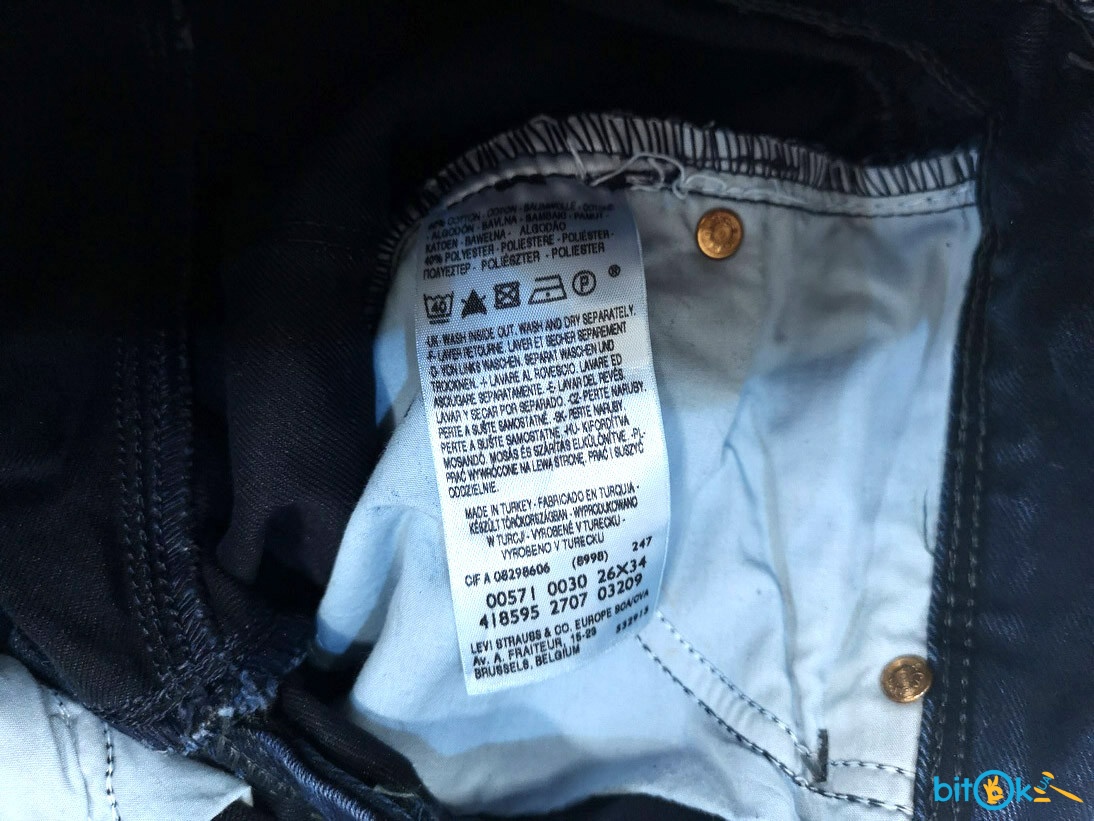 60% COTTON - COTON - BAUMWOLLE - COTONE
ALGODÓN - BAVLNA - BAMBAKI - PAMUT -
KATOEN - BAWEŁNA - ALGODÃO
40% POLYESTER - POLIESTERE - POLIÉSTER -
ΠΟΛΥΕΣΤΕΡ - POLIÉSZTER - POLIESTER
40 P ®
-UK- WASH INSIDE OUT. WASH AND DRY SEPARATELY.
-F- LAVER RETOURNE. LAVER ET SECHER SEPAREMENT
-D- VON LINKS WASCHEN. SEPARAT WASCHEN UND
TROCKNEN. -I- LAVARE AL ROVESCIO. LAVARE ED
ASCIUGARE SEPARATAMENTE. -E- LAVAR DEL REVÉS.
LAVAR Y SECAR POR SEPARADO. -CZ- PERTE NARUBY.
PERTE A SUŠTE SAMOSTATNĚ. -SK- PERTE NARUBY.
PERTE A SUŠTE SAMOSTATNE. -HU- KIFORDÍTVA
MOSANDÓ. MOSÁS ÉS SZÁRÍTÁS ELKÜLÖNÍTVE. -PL-
PRAĆ WYWRÓCONE NA LEWĄ STRONĘ. PRAĆ I SUSZYĆ
ODDZIELNIE.
MADE IN TURKEY - FABRICADO EN TURQUIA -
KÉSZÜLT TÖRÖKORSZÁGBAN - WYPRODUKOWANO
W TURCJI - VYROBENÉ V TURECKU -
VYROBENO V TURECKU
CIF A 08298606 (8998) 247
00571 0030 26X34
418595 2707 03209
LEVI STRAUSS & CO. EUROPE SCA/CVA
Av. A. FRAITEUR, 15-23
BRUSSELS, BELGIUM
bitOk